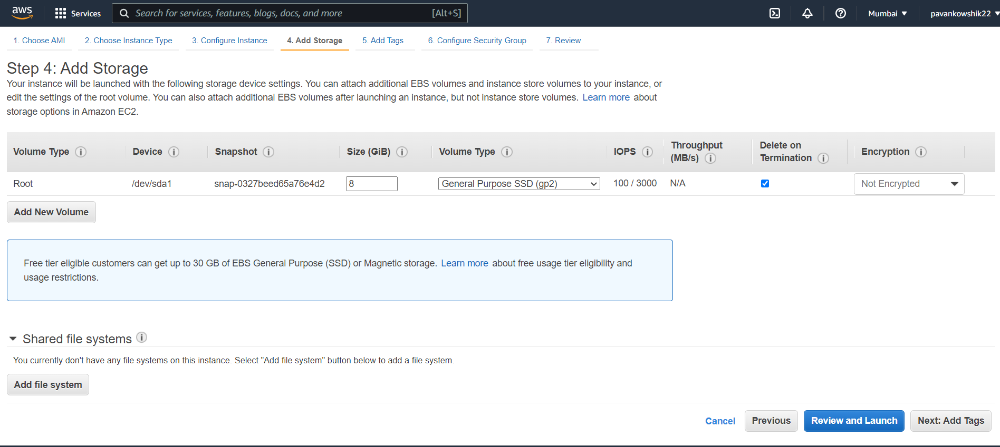 aws Services Search for services, features, blogs, docs, and more [Alt+S] Mumbai pavankowshik22
1. Choose AMI 2. Choose Instance Type 3. Configure Instance 4. Add Storage 5. Add Tags 6. Configure Security Group 7. Review
Step 4: Add Storage
Your instance will be launched with the following storage device settings. You can attach additional EBS volumes and instance store volumes to your instance, or
edit the settings of the root volume. You can also attach additional EBS volumes after launching an instance, but not instance store volumes. Learn more about
storage options in Amazon EC2.
Volume Type Device Snapshot Size (GiB) Volume Type IOPS Throughput (MB/s) Delete on Termination Encryption
Root /dev/sda1 snap-0327beed65a76e4d2 8 General Purpose SSD (gp2) 100 / 3000 N/A Not Encrypted
Add New Volume
Free tier eligible customers can get up to 30 GB of EBS General Purpose (SSD) or Magnetic storage. Learn more about free usage tier eligibility and
usage restrictions.
Shared file systems
You currently don't have any file systems on this instance. Select "Add file system" button below to add a file system.
Add file system
Cancel Previous Review and Launch Next: Add Tags